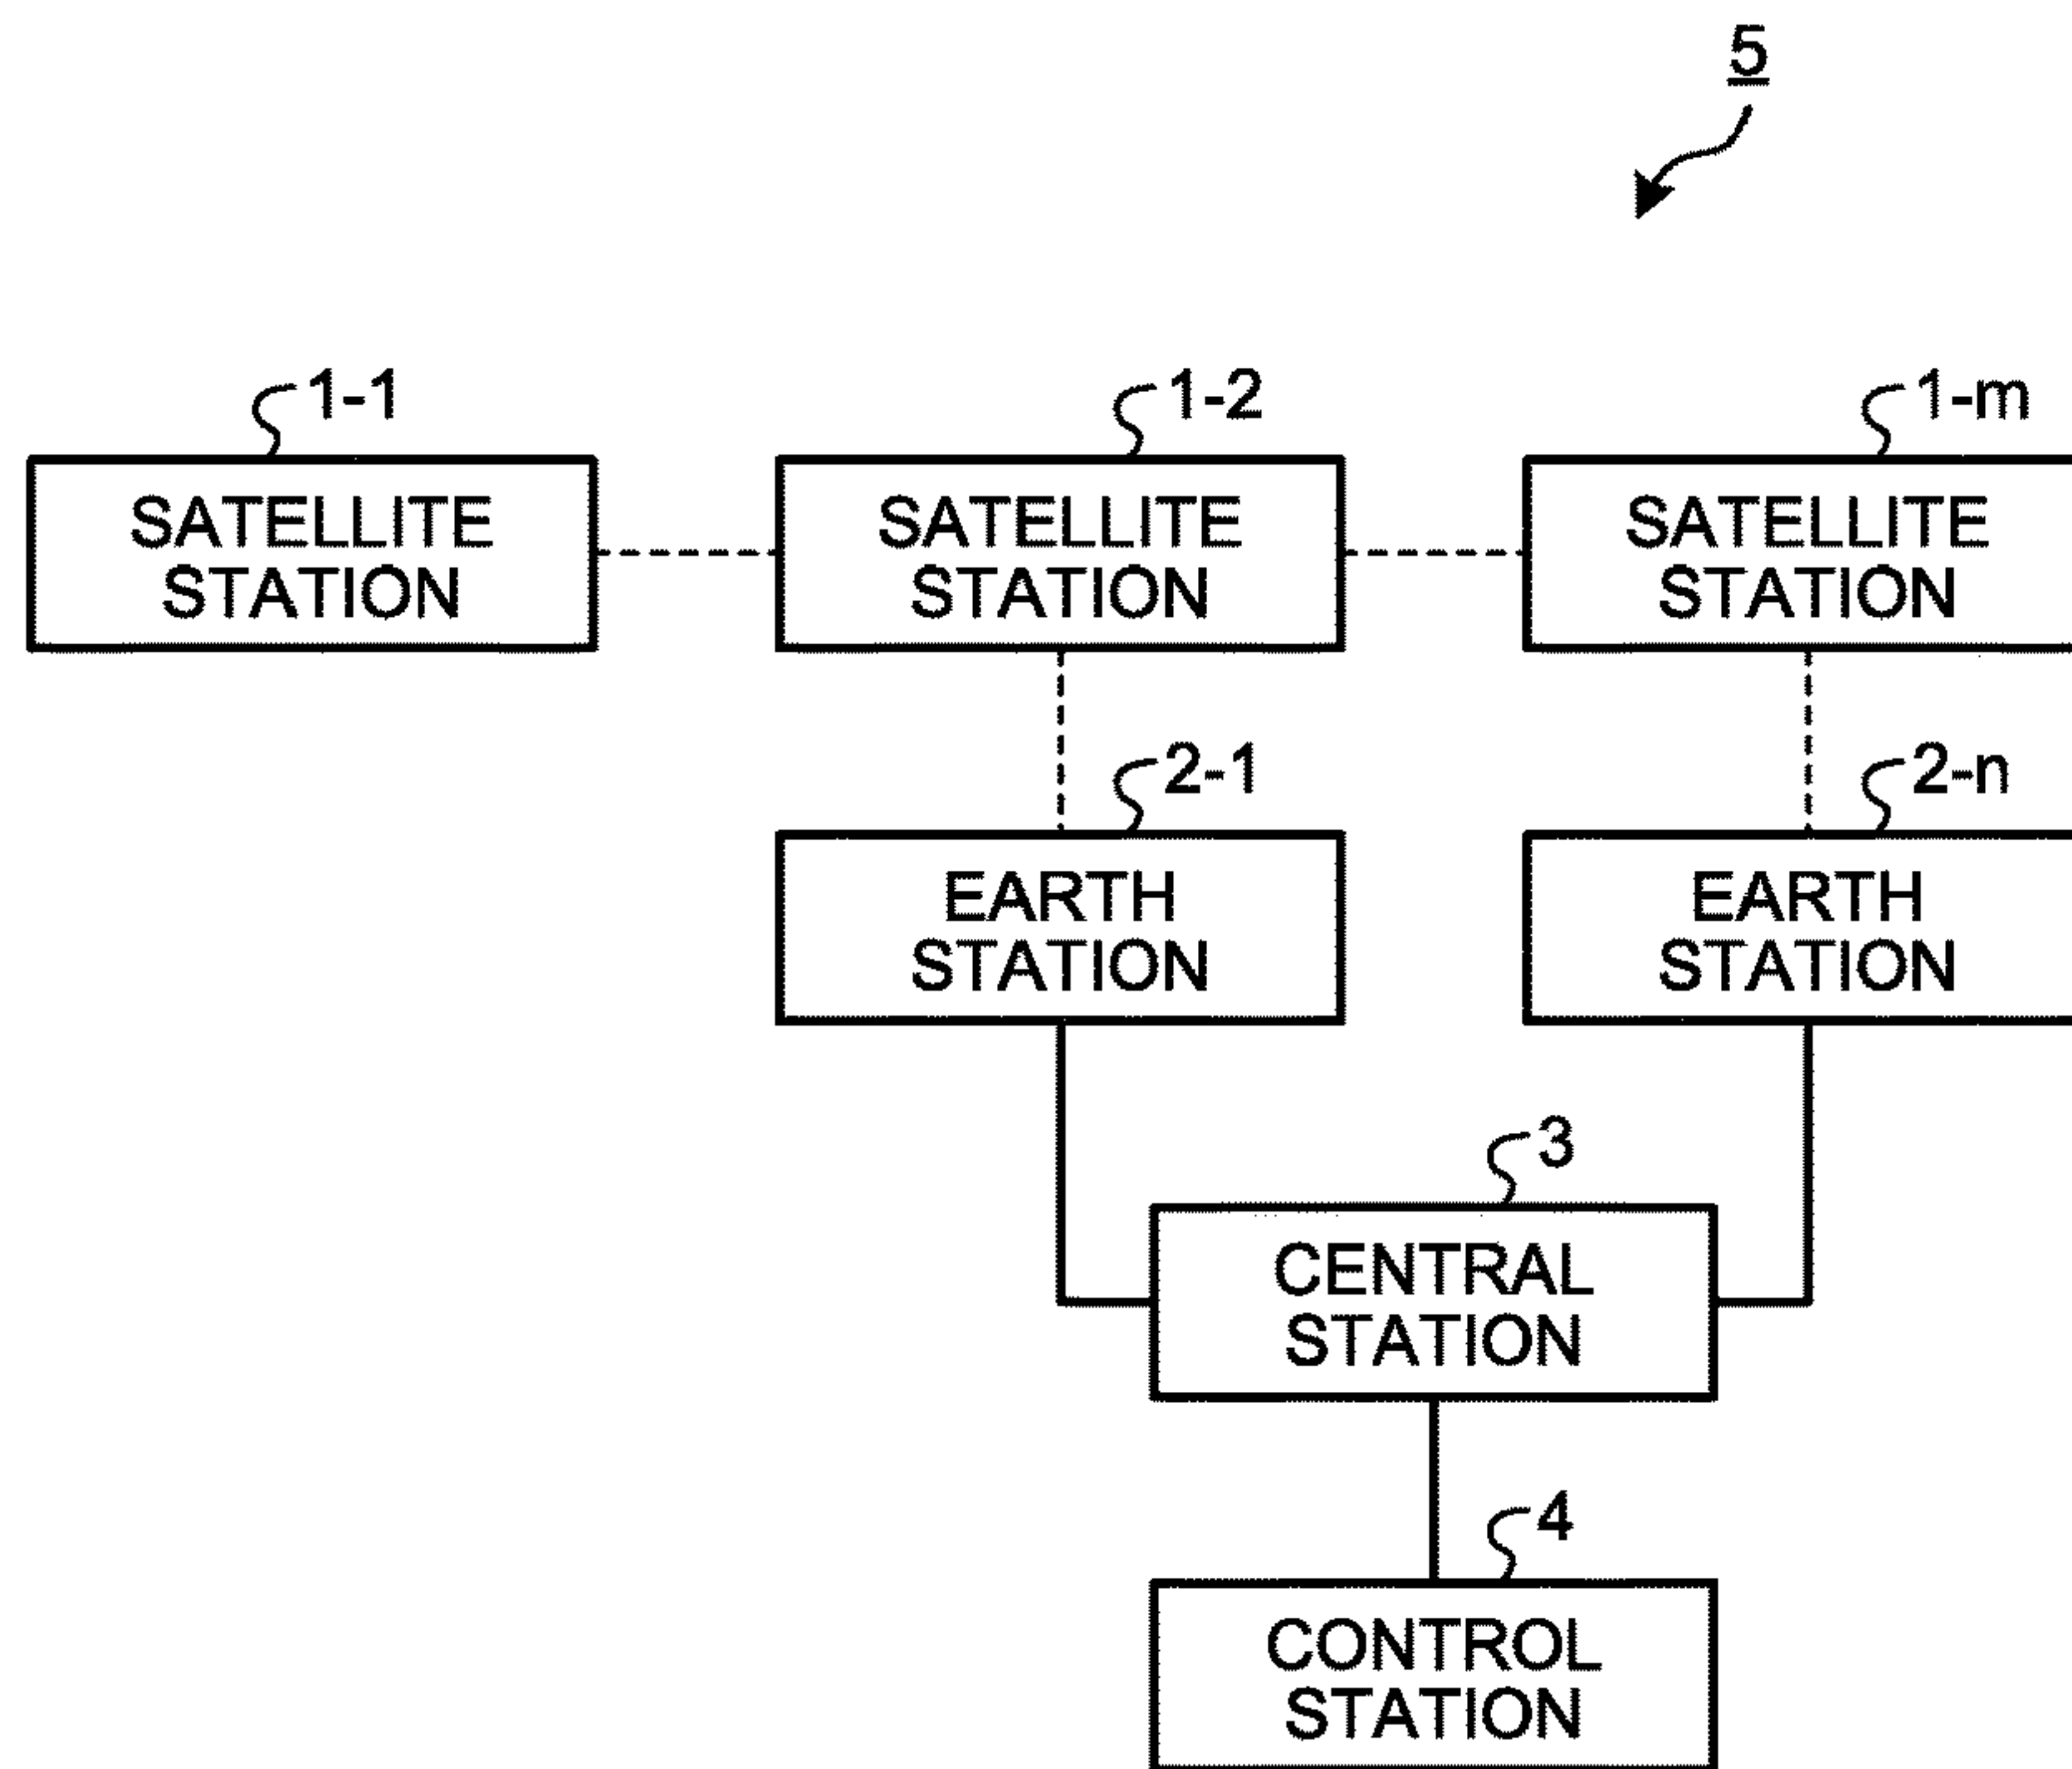 5
1-1
1-2
1-m
SATELLITE
STATION
SATELLITE
STATION
SATELLITE
STATION
2-1
2-n
EARTH
STATION
EARTH
STATION
3
CENTRAL
STATION
4
CONTROL
STATION